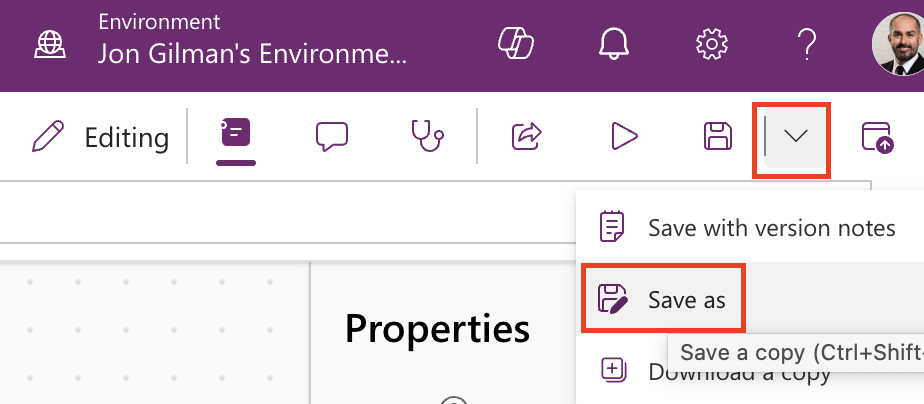 Environment
Jon Gilman's Environme...
Editing
Save with version notes
Properties
Save as
Save a copy (Ctrl+Shift+
Download a copy